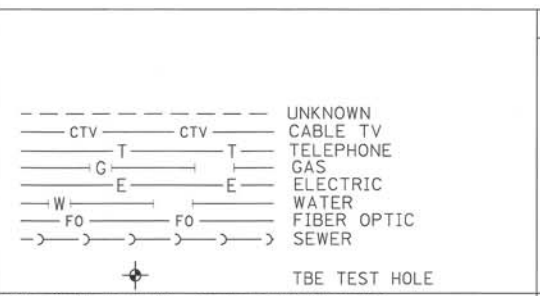 UNKNOWN
CTV CTV CABLE TV
T T TELEPHONE
G GAS
E E ELECTRIC
W WATER
FO FO FIBER OPTIC
SEWER
TBE TEST HOLE